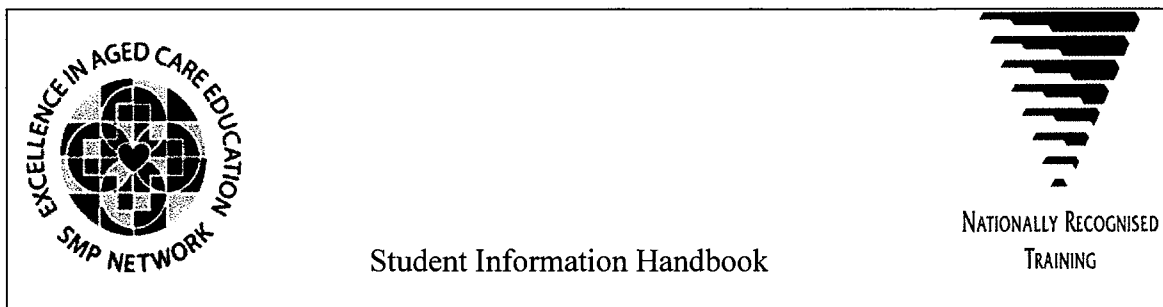 EXCELLENCE IN AGED CARE EDUCATION
SMP NETWORK
Student Information Handbook
NATIONALLY RECOGNISED
TRAINING